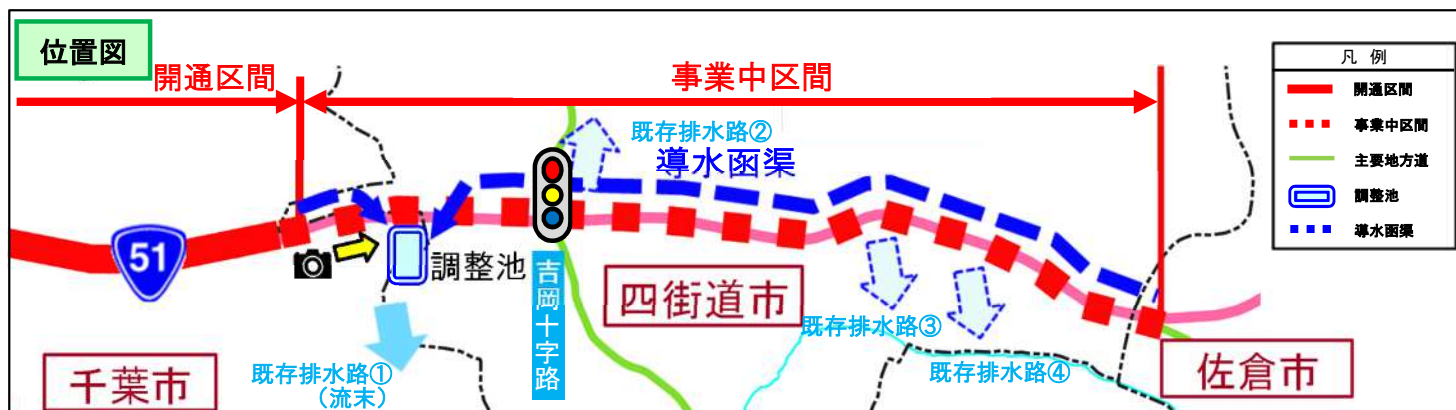 位置図
開通区間
事業中区間
凡 例
開通区間
事業中区間
主要地方道
調整池
導水函渠
既存排水路②
導水函渠
51
調整池
吉岡十字路
四街道市
既存排水路③
既存排水路④
佐倉市
千葉市
既存排水路①
(流末)